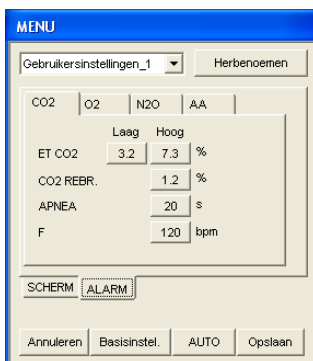 MENU
Gebruikersinstellingen_1 Herbenoemen
CO2 O2 N2O AA
Laag Hoog
ET CO2 3.2 7.3 %
CO2 REBR. 1.2 %
APNEA 20 s
F 120 bpm
SCHERM ALARM
Annuleren Basisinstel. AUTO Opslaan